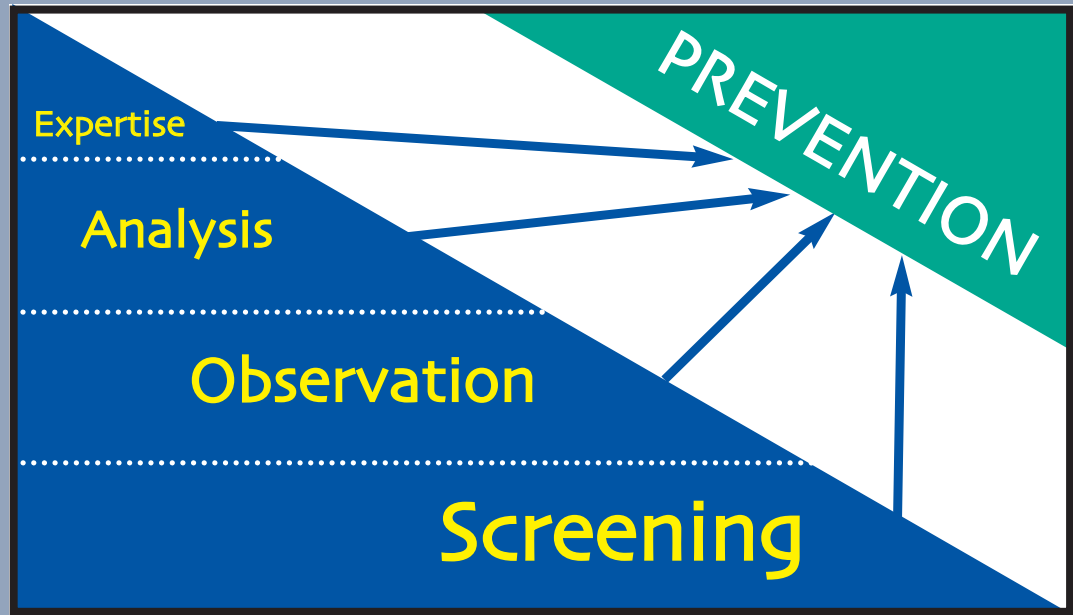 PREVENTION
Expertise
Analysis
Observation
Screening